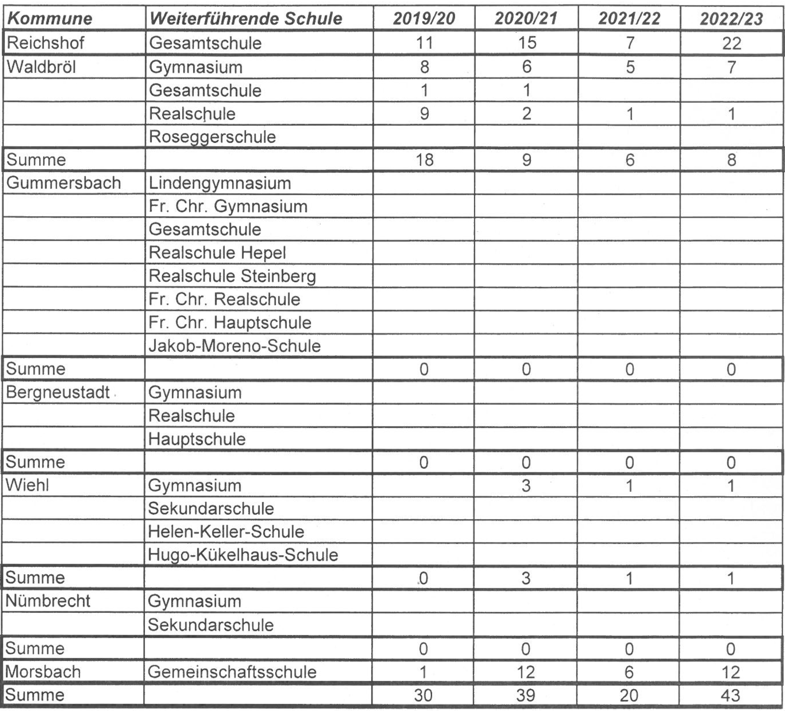 Kommune Weiterführende Schule 2019/20 2020/21 2021/22 2022/23
Reichshof Gesamtschule 11 15 7 22
Waldbröl Gymnasium 8 6 5 7
Gesamtschule 1 1
Realschule 9 2 1 1
Roseggerschule
Summe 18 9 6 8
Gummersbach Lindengymnasium
Fr. Chr. Gymnasium
Gesamtschule
Realschule Hepel
Realschule Steinberg
Fr. Chr. Realschule
Fr. Chr. Hauptschule
Jakob-Moreno-Schule
Summe 0 0 0 0
Bergneustadt Gymnasium
Realschule
Hauptschule
Summe 0 0 0 0
Wiehl Gymnasium 3 1 1
Sekundarschule
Helen-Keller-Schule
Hugo-Kükelhaus-Schule
Summe 0 3 1 1
Nümbrecht Gymnasium
Sekundarschule
Summe 0 0 0 0
Morsbach Gemeinschaftsschule 1 12 6 12
Summe 30 39 20 43